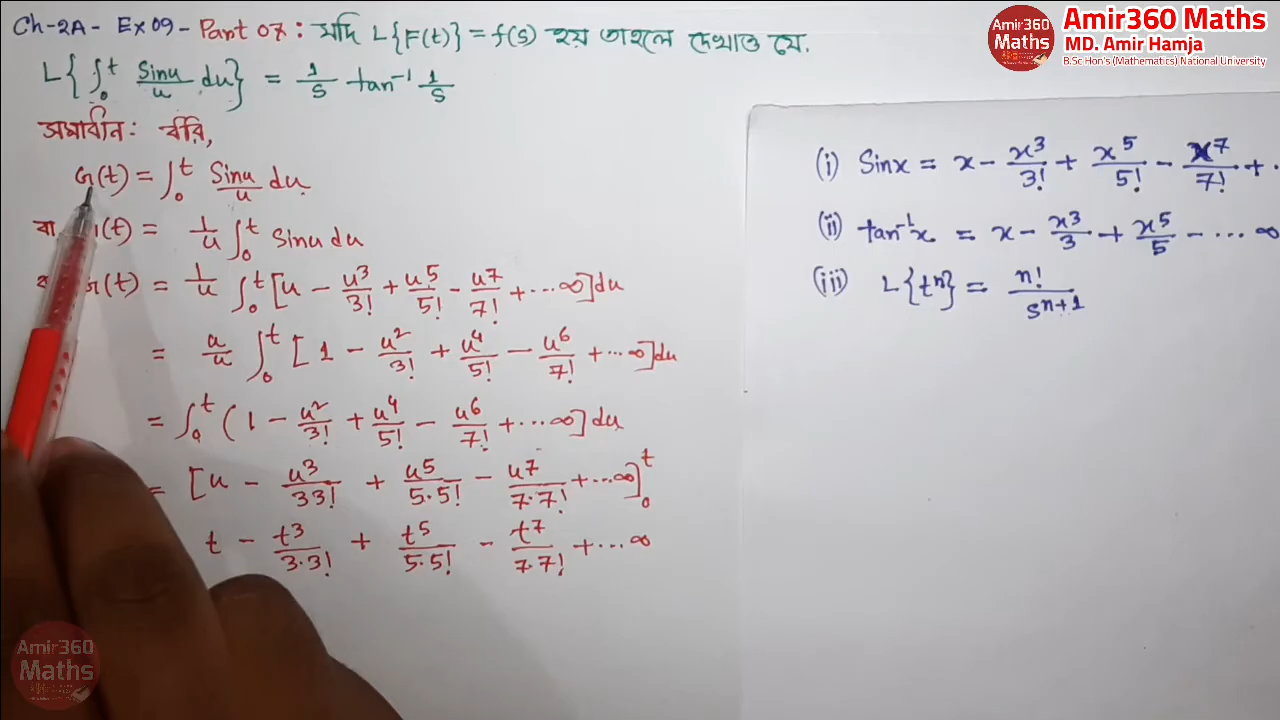 Ch-2A - Ex 09 - Part 07 : যদি L{F(t)} = f(s) হয় তাহলে দেখাও যে.
L{∫₀ᵗ Sinu/u du} = 1/s tan⁻¹ 1/s
সমাধান: ধরি,
G(t) = ∫₀ᵗ Sinu/u du
বা (t) = 1/u ∫₀ᵗ Sinu du
(t) = 1/u ∫₀ᵗ [u - u³/3! + u⁵/5! - u⁷/7! + ... ∞] du
= u/u ∫₀ᵗ [1 - u²/3! + u⁴/5! - u⁶/7! + ... ∞] du
= ∫₀ᵗ (1 - u²/3! + u⁴/5! - u⁶/7! + ... ∞] du
= [u - u³/33! + u⁵/5·5! - u⁷/7·7! + ... ∞]₀ᵗ
t - t³/3·3! + t⁵/5·5! - t⁷/7·7! + ... ∞
(i) Sinx = x - x³/3! + x⁵/5! - x⁷/7! + .
(ii) tan⁻¹x = x - x³/3 + x⁵/5 - ... ∞
(iii) L{tⁿ} = n!/sⁿ⁺¹
Amir360
Maths
Amir360 Maths
MD. Amir Hamja
B.Sc Hon's (Mathematics) National University
Amir360
Maths